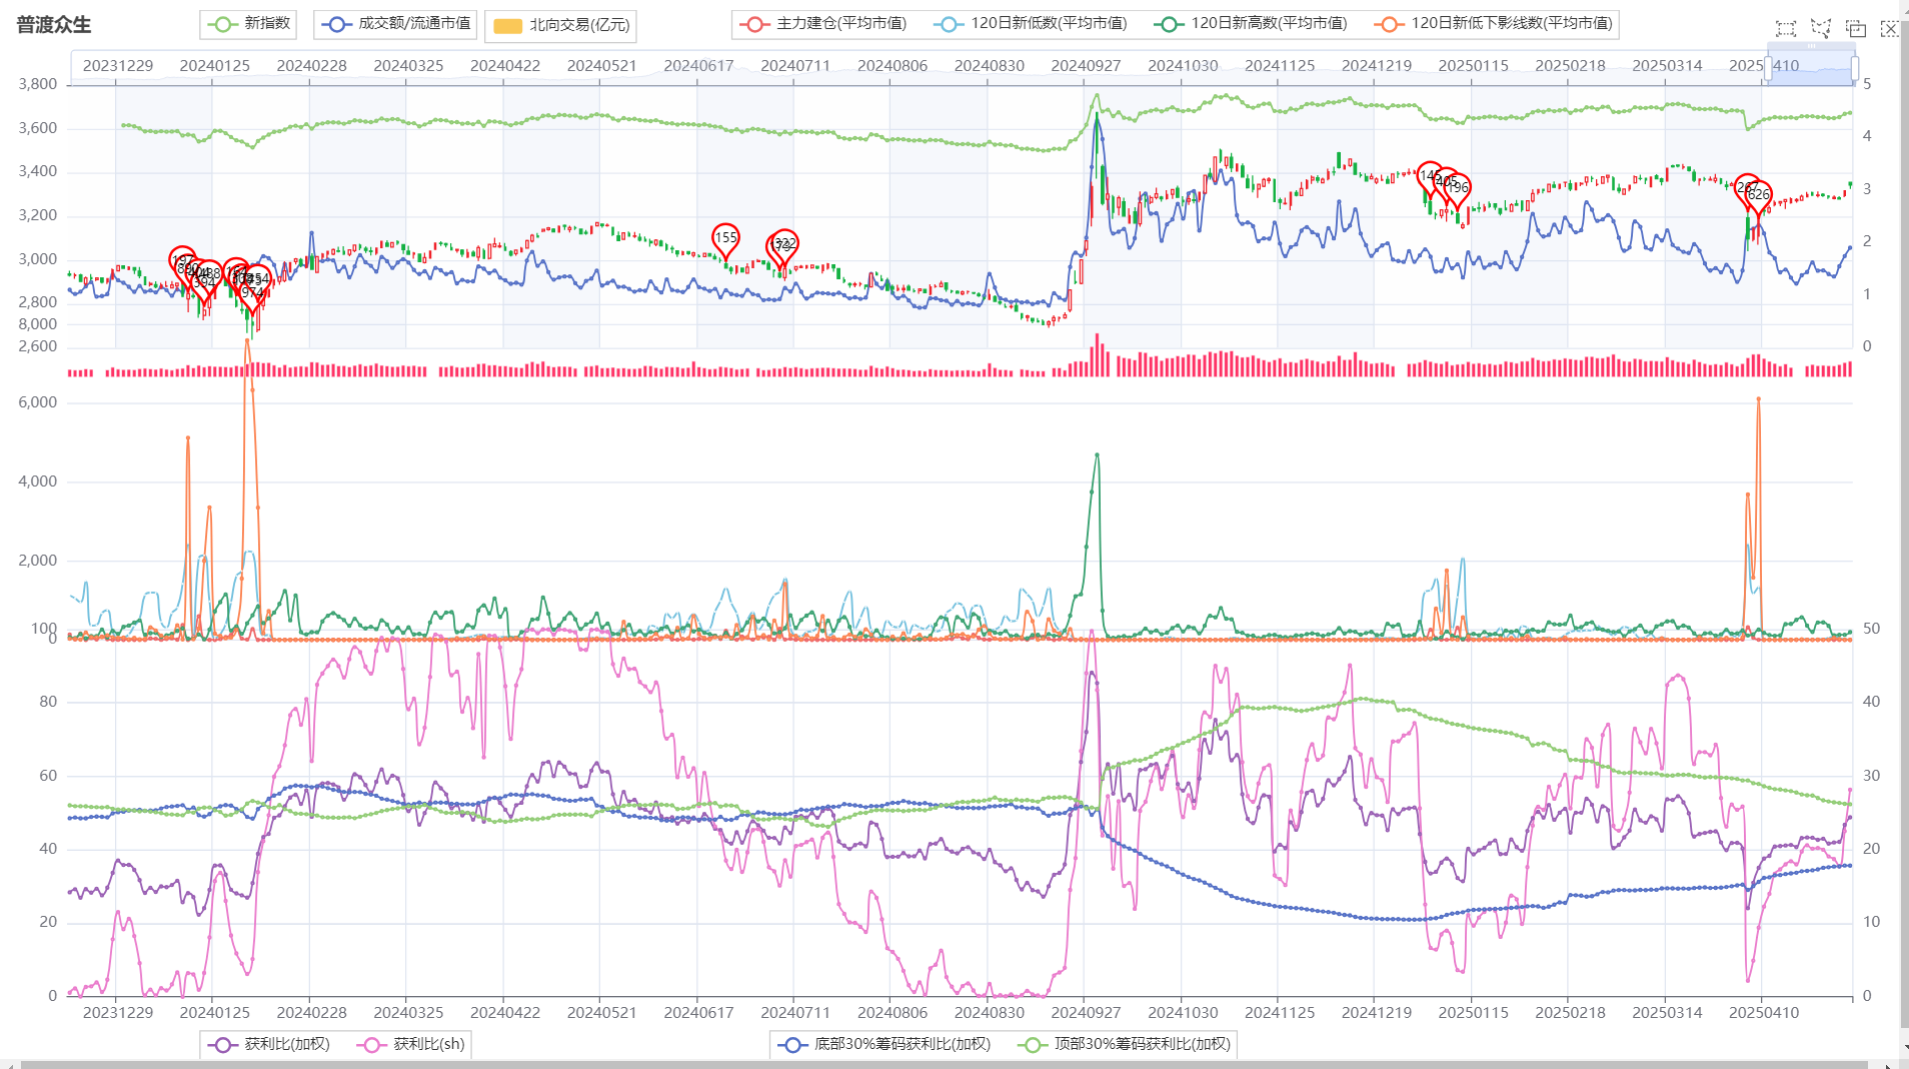 普渡众生
新指数
成交额/流通市值
北向交易(亿元)
主力建仓(平均市值)
120日新低数(平均市值)
120日新高数(平均市值)
120日新低下影线数(平均市值)
20231229 20240125 20240228 20240325 20240422 20240521 20240617 20240711 20240806 20240830 20240927 20241030 20241125 20241219 20250115 20250218 20250314 20250410
3,800 5
3,600 4
3,400
3,200 3
3,000 2
2,800 1
8,000
2,600 0
155
322
145
196
626
974
6,000
4,000
2,000
100 50
0
80 40
60 30
40 20
20 10
0 0
20231229 20240125 20240228 20240325 20240422 20240521 20240617 20240711 20240806 20240830 20240927 20241030 20241125 20241219 20250115 20250218 20250314 20250410
获利比(加权)
获利比(sh)
底部30%筹码获利比(加权)
顶部30%筹码获利比(加权)